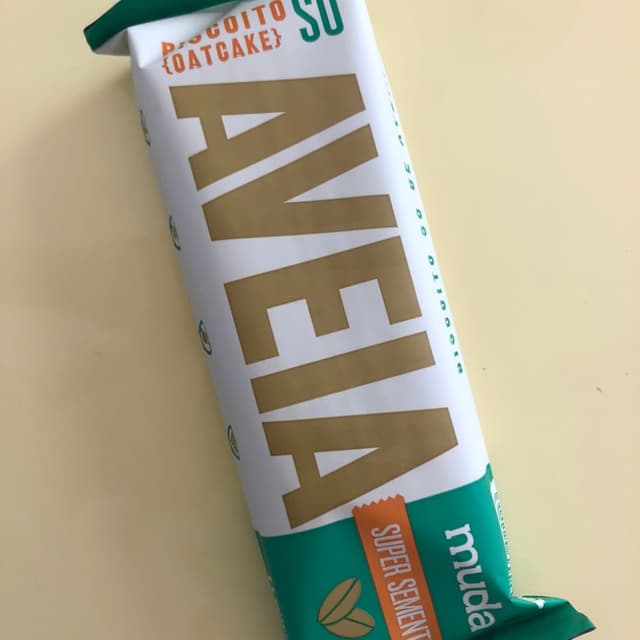 BISCOITO
{OATCAKE}
SÓ
AVEIA
muda
SUPER SEMENT